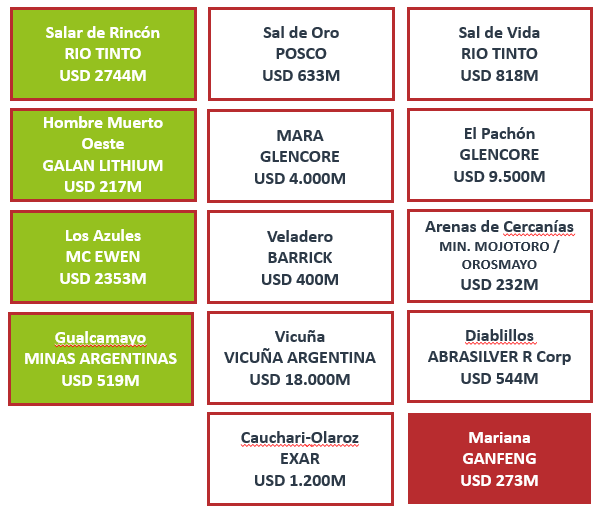 Salar de Rincón
RIO TINTO
USD 2744M
Sal de Oro
POSCO
USD 633M
Sal de Vida
RIO TINTO
USD 818M
Hombre Muerto
Oeste
GALAN LITHIUM
USD 217M
MARA
GLENCORE
USD 4.000M
El Pachón
GLENCORE
USD 9.500M
Los Azules
MC EWEN
USD 2353M
Veladero
BARRICK
USD 400M
Arenas de Cercanías
MIN. MOJOTORO /
OROSMAYO
USD 232M
Gualcamayo
MINAS ARGENTINAS
USD 519M
Vicuña
VICUÑA ARGENTINA
USD 18.000M
Diablillos
ABRASILVER R Corp
USD 544M
Cauchari-Olaroz
EXAR
USD 1.200M
Mariana
GANFENG
USD 273M